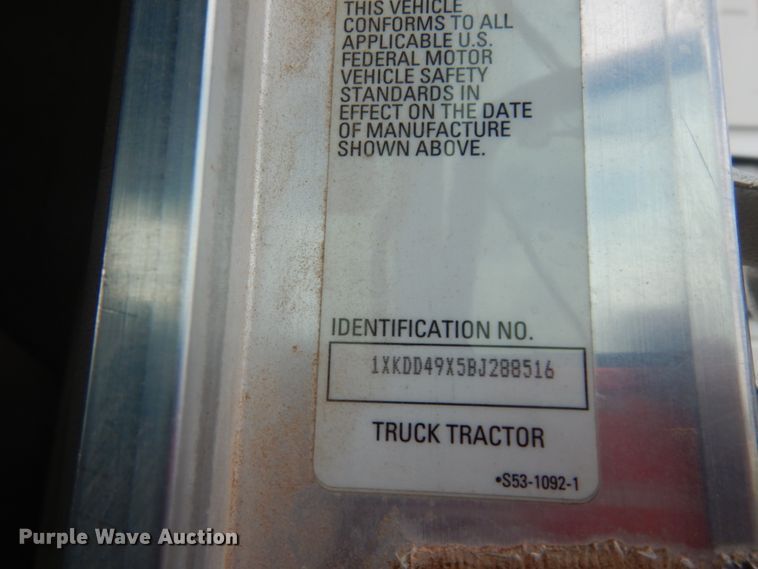 THIS VEHICLE
CONFORMS TO ALL
APPLICABLE U.S.
FEDERAL MOTOR
VEHICLE SAFETY
STANDARDS IN
EFFECT ON THE DATE
OF MANUFACTURE
SHOWN ABOVE.
IDENTIFICATION NO.
1XKDD49X5BJ288516
TRUCK TRACTOR
•S53-1092-1
Purple Wave Auction